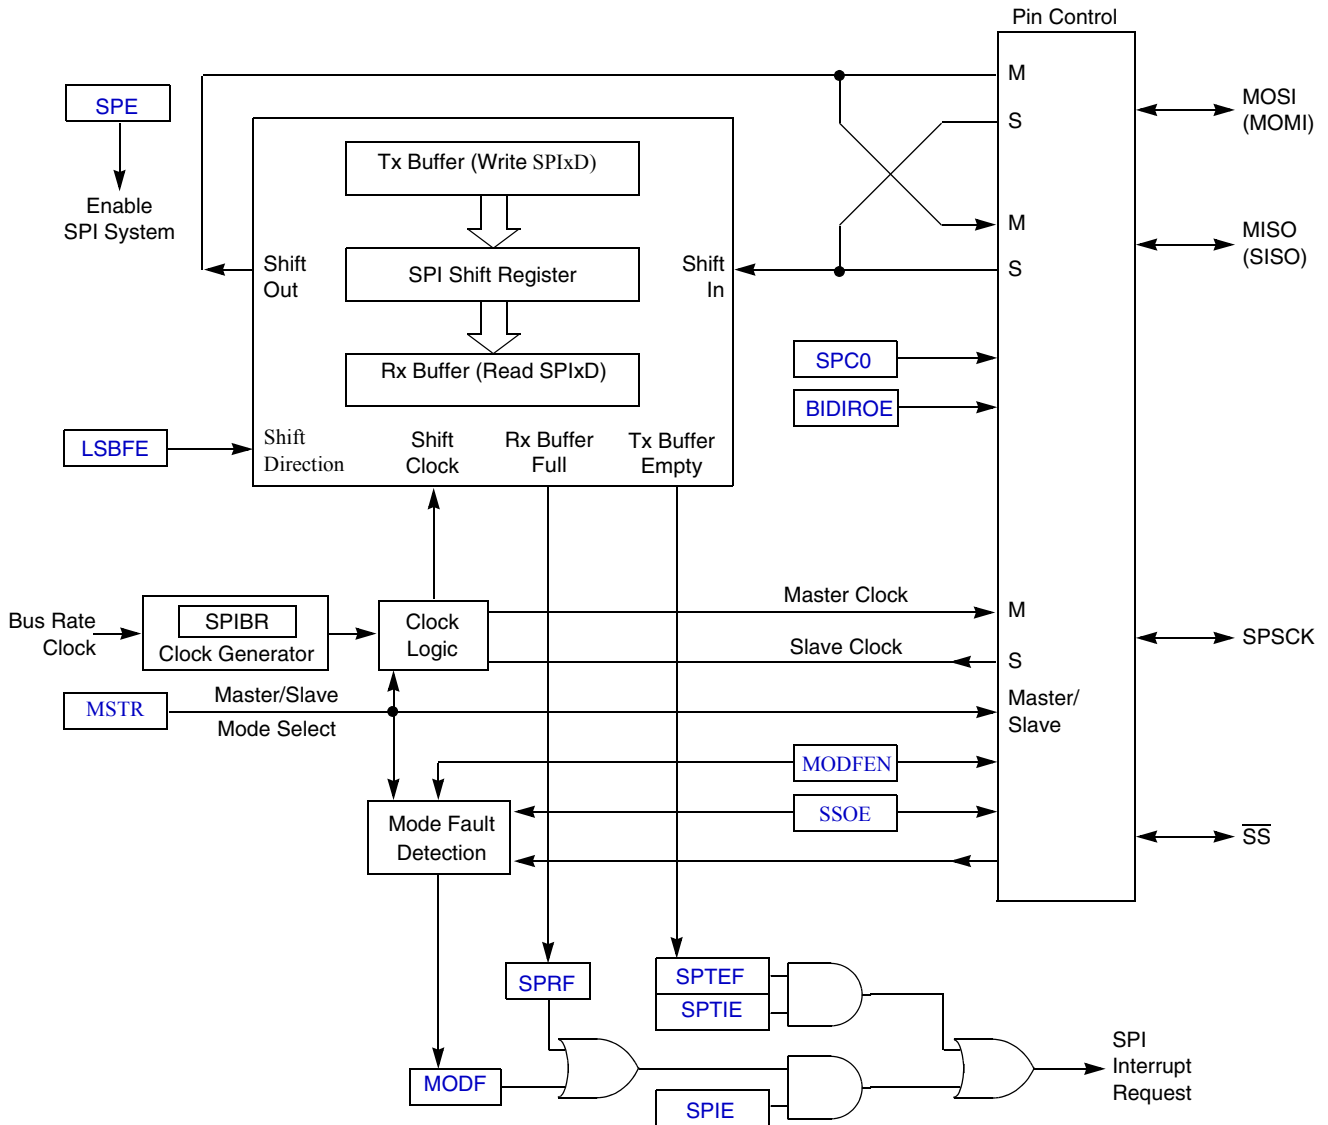 Pin Control
M
MOSI
(MOMI)
SPE
S
Tx Buffer (Write SPIxD)
Enable
SPI System
M
MISO
(SISO)
Shift
Out
SPI Shift Register
Shift
In
S
SPC0
Rx Buffer (Read SPIxD)
BIDIROE
LSBFE
Shift
Direction
Shift
Clock
Rx Buffer
Full
Tx Buffer
Empty
Bus Rate
Clock
SPIBR
Clock Generator
Clock
Logic
Master Clock
M
Slave Clock
S
SPSCK
MSTR
Master/Slave
Mode Select
Master/
Slave
MODFEN
SSOE
Mode Fault
Detection
SS
SPRF
SPTEF
SPTIE
MODF
SPIE
SPI
Interrupt
Request